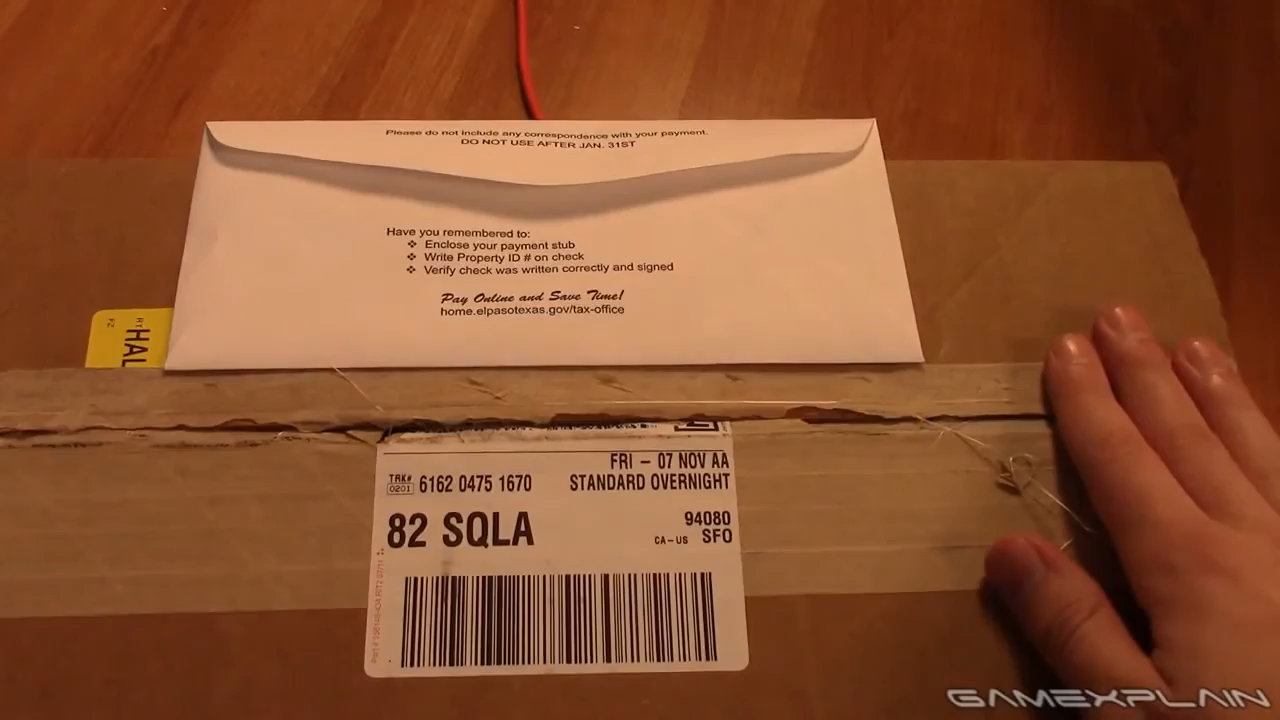 Please do not include any correspondence with your payment.
DO NOT USE AFTER JAN. 31ST
Have you remembered to:
❖ Enclose your payment stub
❖ Write Property ID # on check
❖ Verify check was written correctly and signed
Pay Online and Save Time!
home.elpasotexas.gov/tax-office
HAL
FRI - 07 NOV AA
TRK# 6162 0475 1670 STANDARD OVERNIGHT
0201
82 SQLA
94080
CA-US SFO
GAMEXPLAIN